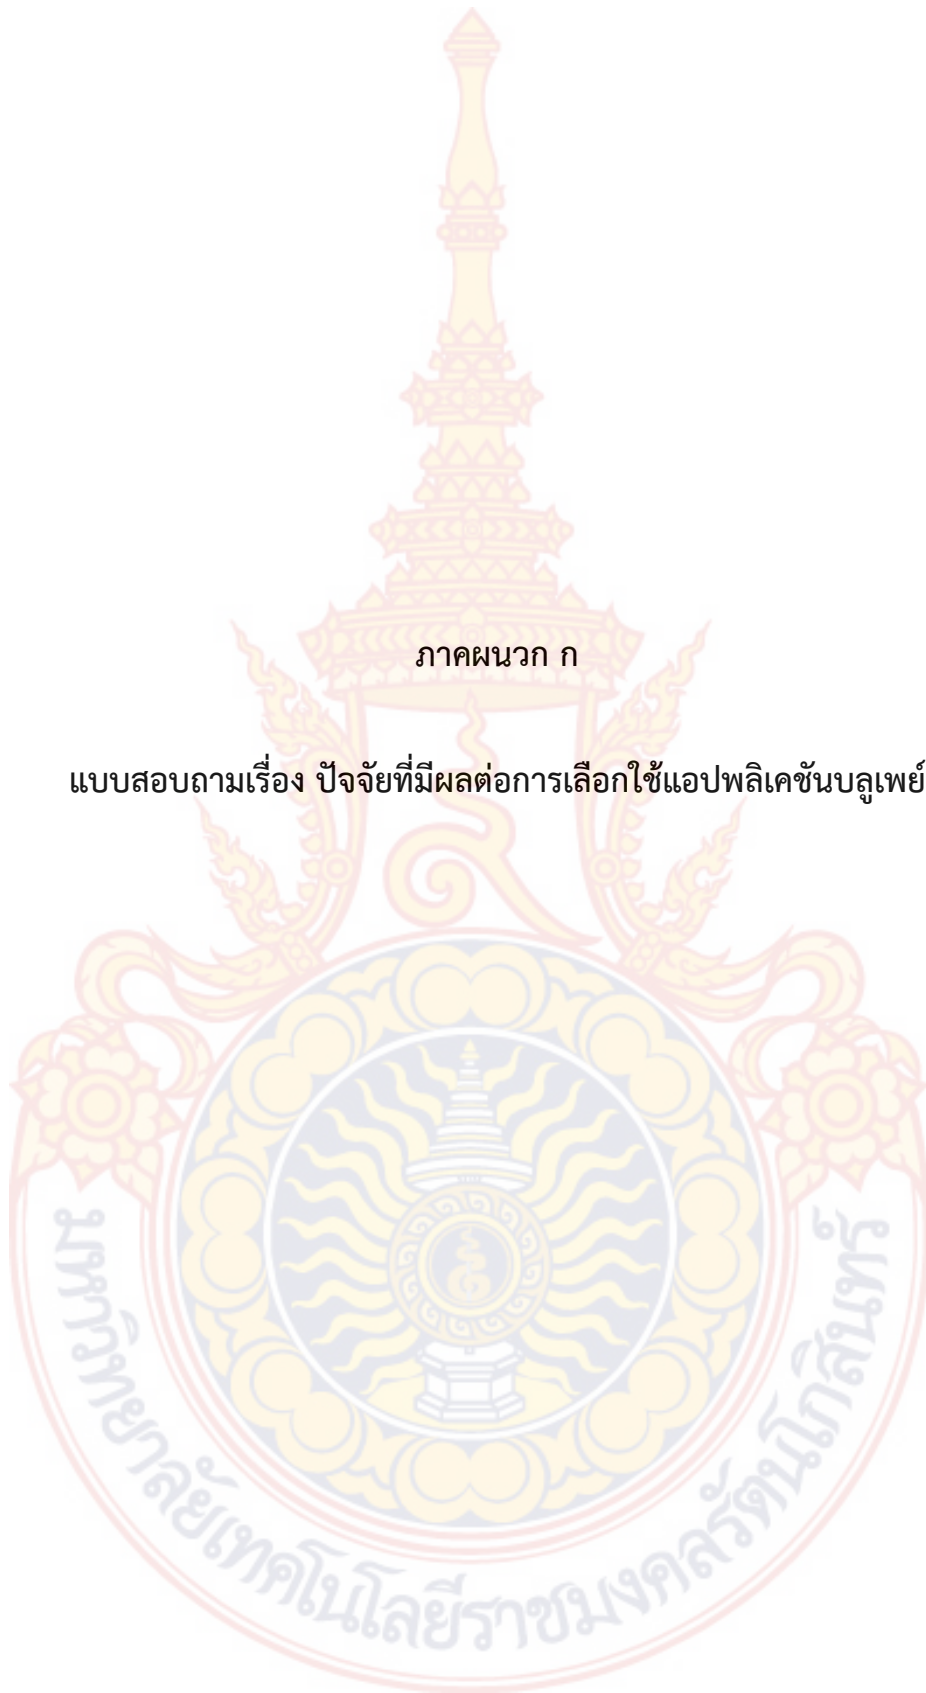 ภาคผนวก ก
แบบสอบถามเรื่อง ปัจจัยที่มีผลต่อการเลือกใช้แอปพลิเคชันบลูเพย์
มหาวิทยาลัยเทคโนโลยีราชมงคลรัตนโกสินทร์